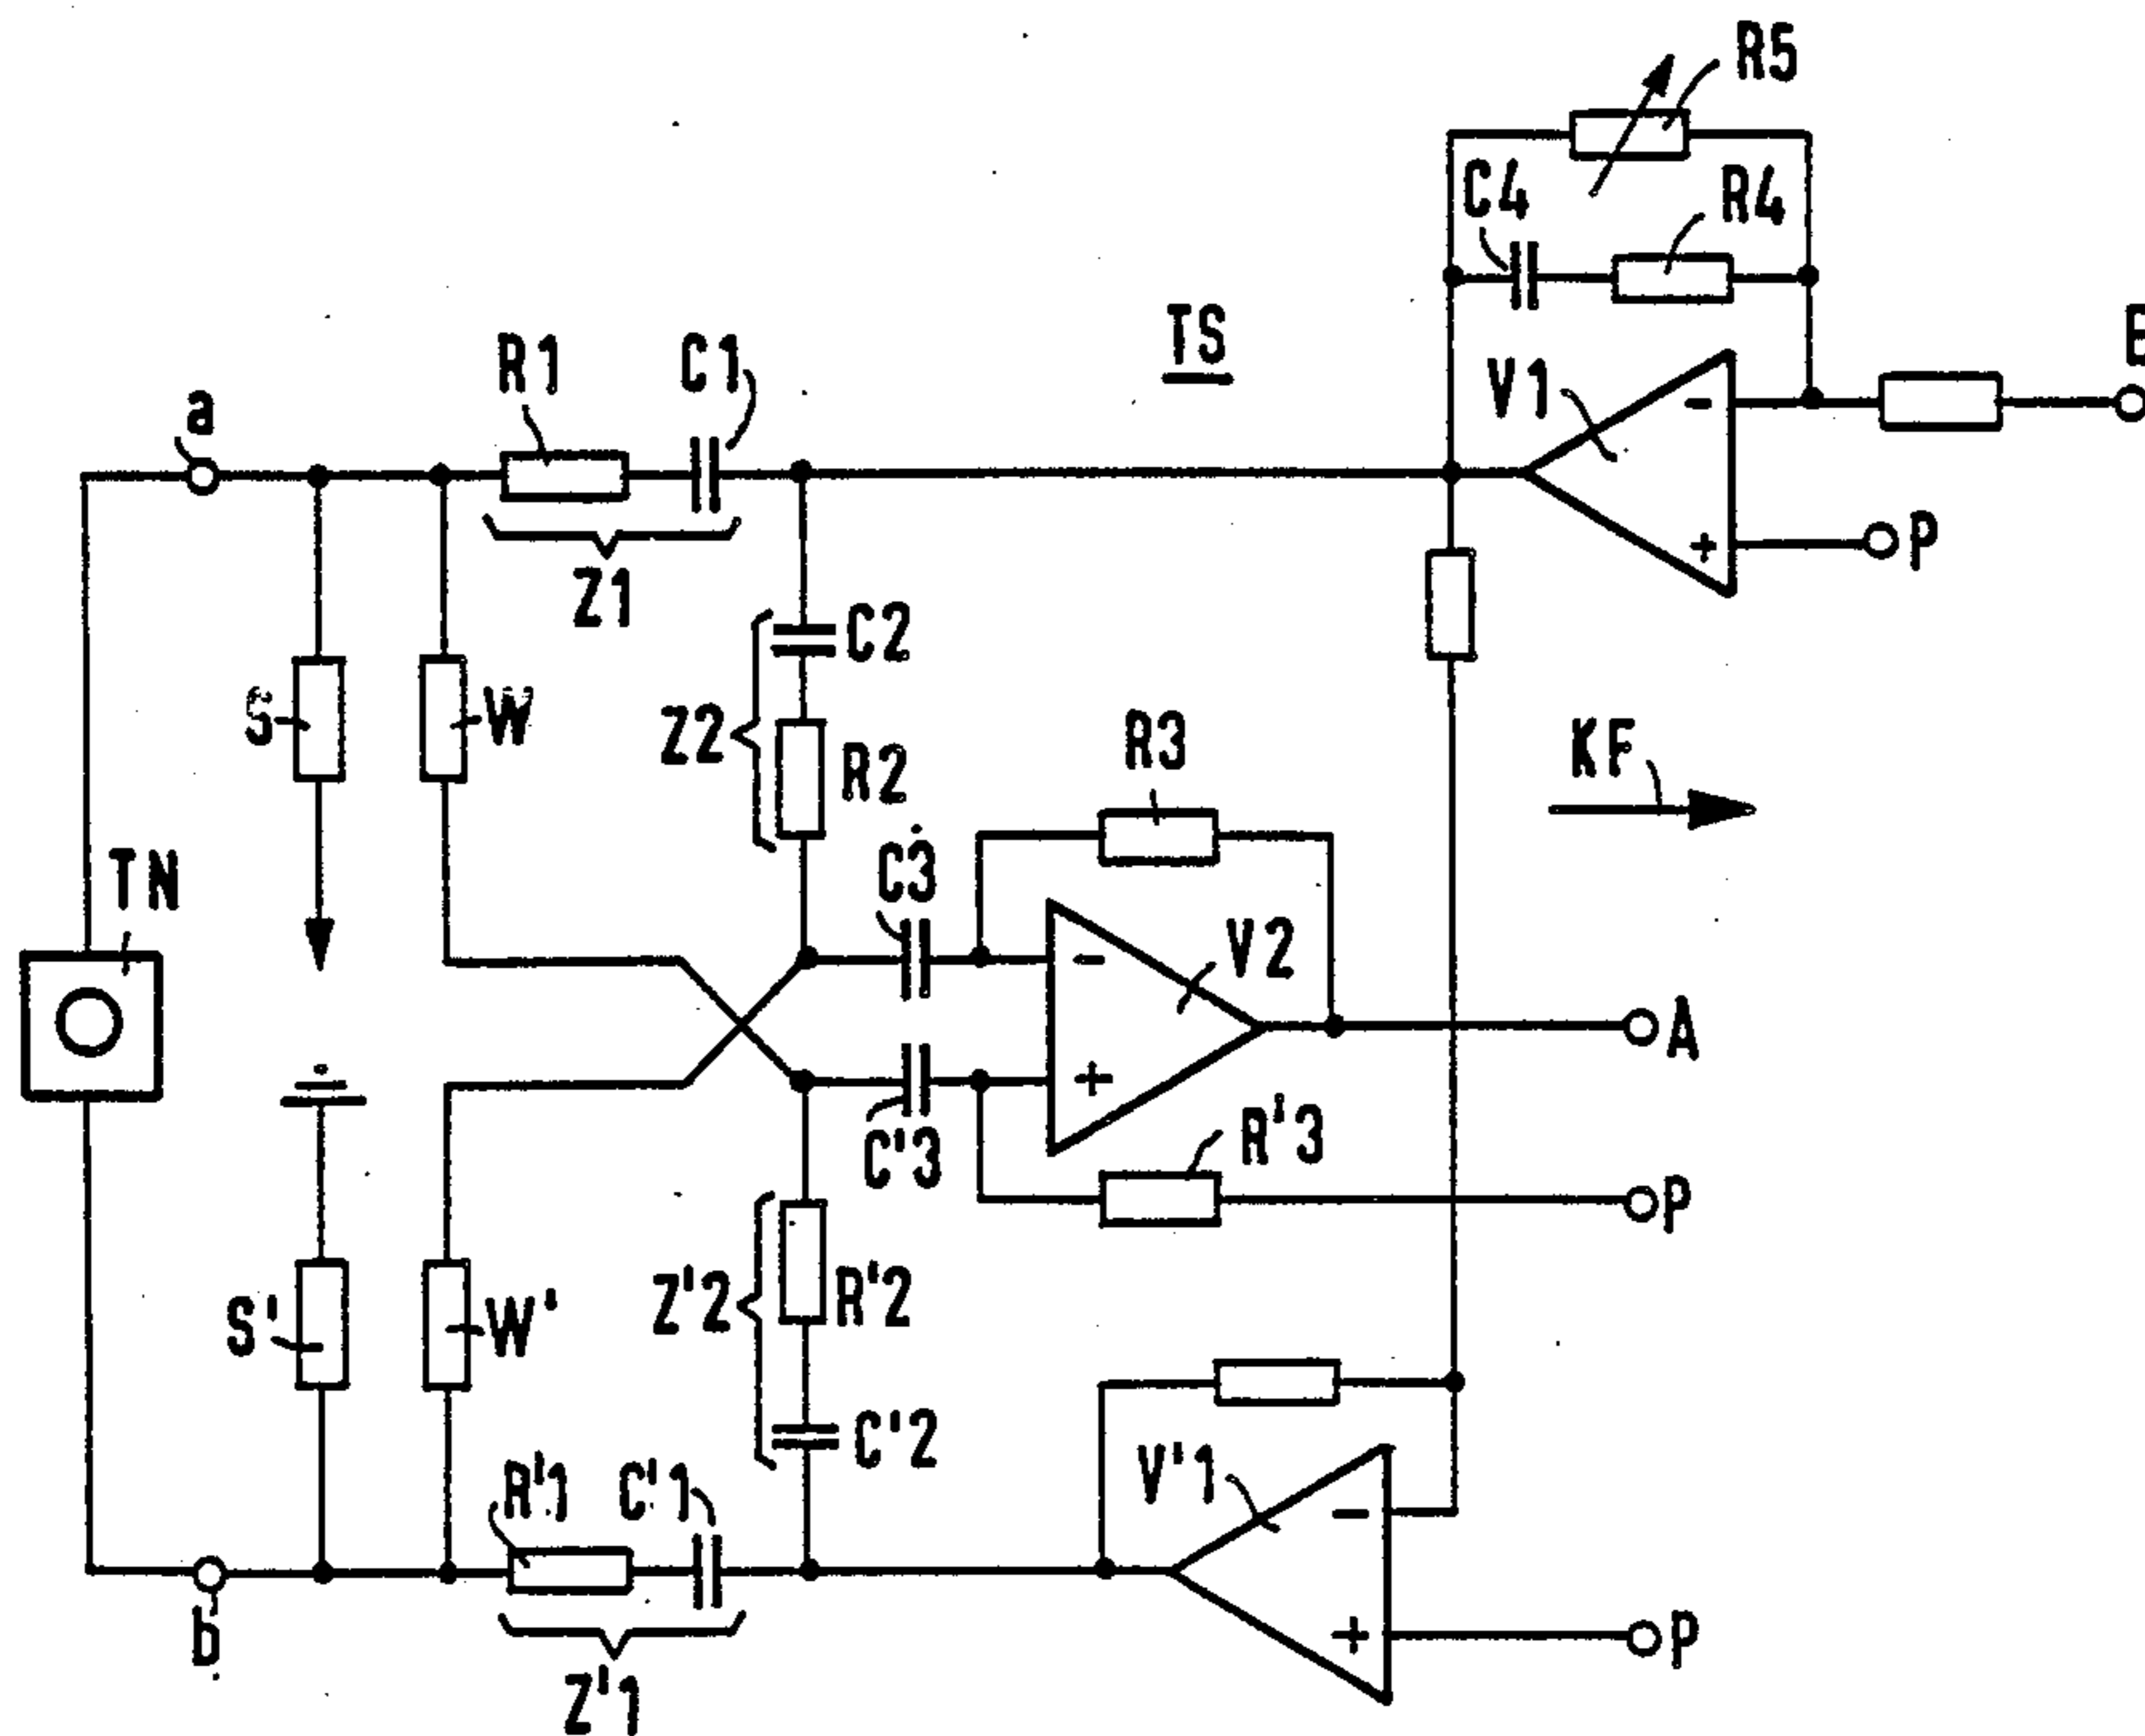 R5
C4 R4
TS
E
R1 C1
V1
a
-
+ P
Z1
C2
S W
Z2
R2
R3
KF
TN
C3
V2
-
A
+
C'3
R'3
P
Z'2 R'2
S' W'
C'2
V'1
R'1 C'1
-
+ P
b
Z'1